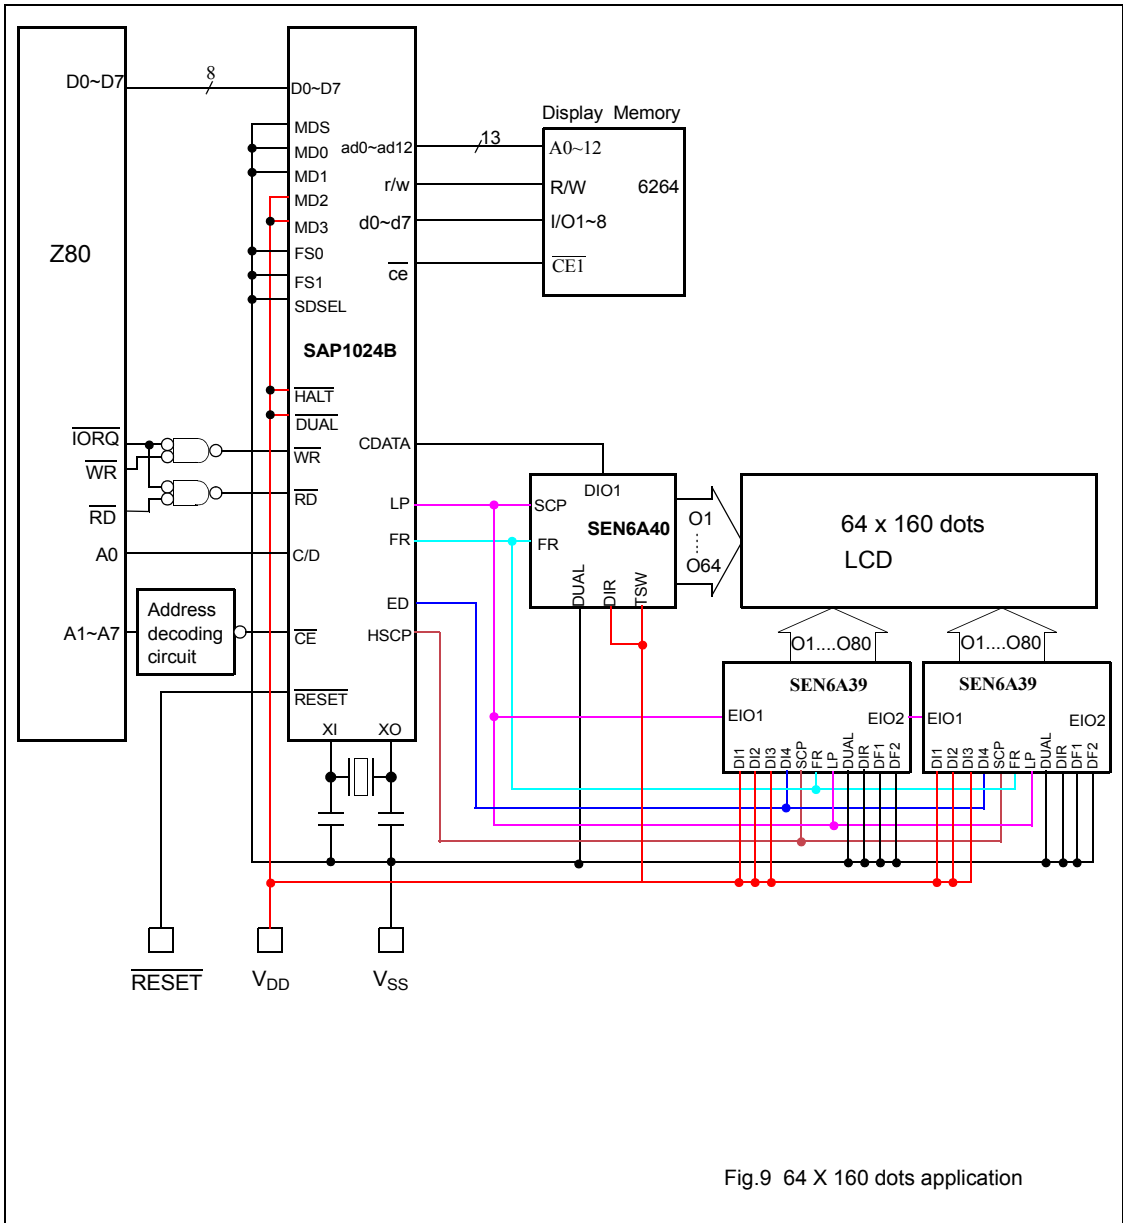 D0~D7
Z80
IORQ
WR
RD
A0
A1~A7
8
Address
decoding
circuit
D0~D7
MDS
MD0
MD1
MD2
MD3
FS0
FS1
SDSEL
SAP1024B
HALT
DUAL
WR
RD
C/D
CE
RESET
XI
XO
ad0~ad12
r/w
d0~d7
ce
CDATA
LP
FR
ED
HSCP
13
Display Memory
A0~12
R/W
6264
I/O1~8
CE1
DIO1
SCP
SEN6A40
FR
DUAL
DIR
TSW
O1
O64
64 x 160 dots
LCD
O1....O80
O1....O80
SEN6A39
EIO1
EIO2
DI1
DI2
DI3
DI4
SCP
FR
LP
DUAL
DIR
DF1
DF2
SEN6A39
EIO1
EIO2
DI1
DI2
DI3
DI4
SCP
FR
LP
DUAL
DIR
DF1
DF2
RESET
VDD
VSS
Fig.9 64 X 160 dots application